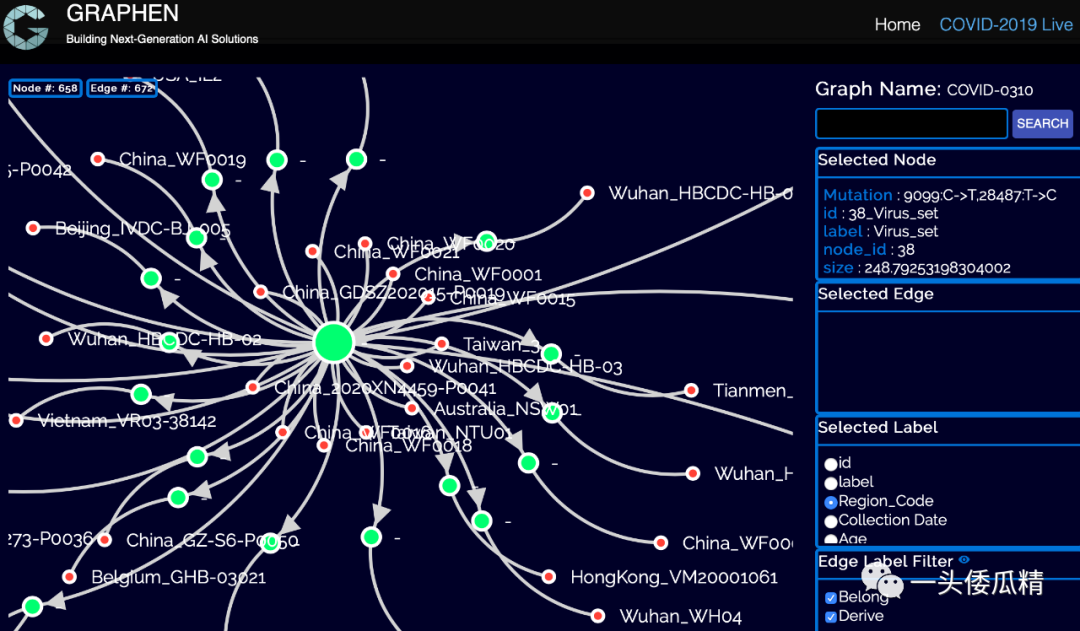 GRAPHEN
Building Next-Generation AI Solutions
Home
COVID-2019 Live
Node #: 658
Edge #: 672
-P0042
China_WF0019
-
-
-
Beijing_IVDC-BJ-005
-
China_WF0021
China_WF0020
Wuhan_HBCDC-HB-0
China_WF0001
China_GDSZ202015-P0019
China_WF0015
Wuhan_HBCDC-HB-02
Taiwan_3
Wuhan_HBCDC-HB-03
China_2020XN4459-P0041
Australia_NSW01
Tianmen_
Vietnam_VR03-38142
China_WF0016
Taiwan_NTU01
China_WF0018
-
Wuhan_H
-
273-P0036
China_GZ-S6-P0050
-
-
China_WF00
Belgium_GHB-03021
HongKong_VM20001061
Wuhan_WH04
Graph Name: COVID-0310
SEARCH
Selected Node
Mutation : 9099:C->T,28487:T->C
id : 38_Virus_set
label : Virus_set
node_id : 38
size : 248.79253198304002
Selected Edge
Selected Label
id
label
Region_Code
Collection Date
Age
Edge Label Filter
Belong
Derive
一头倭瓜精